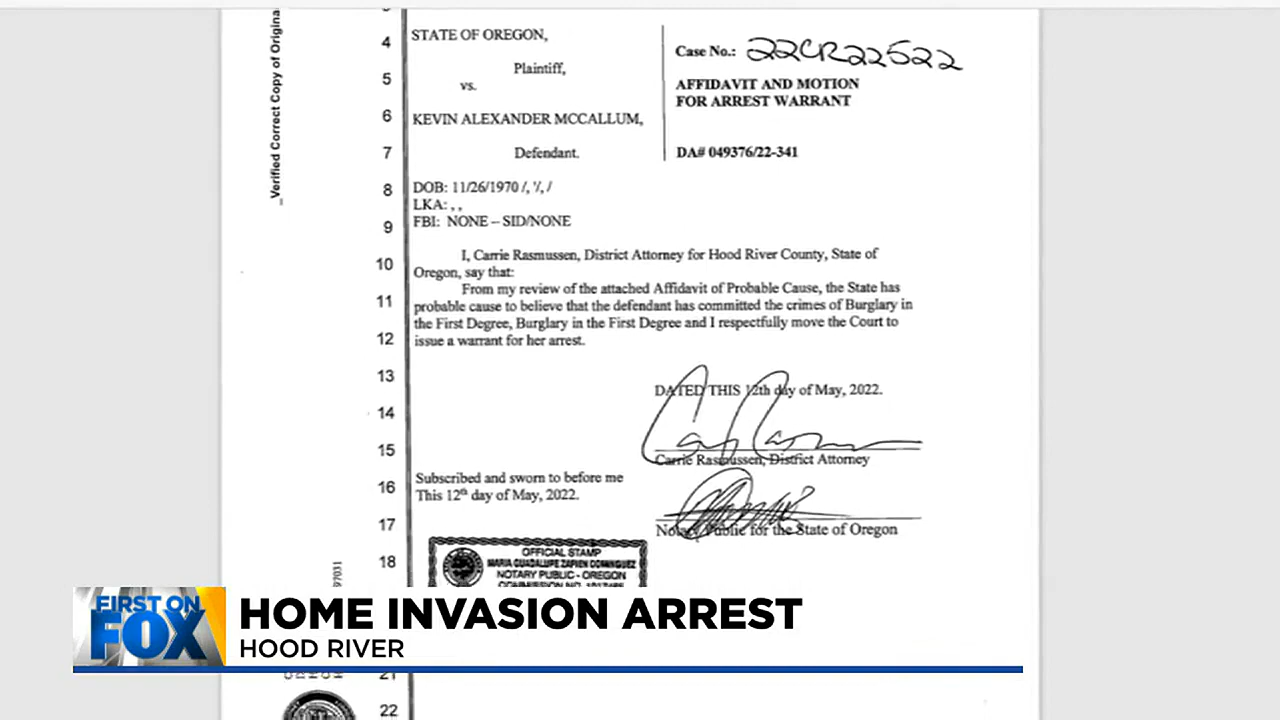 _Verified Correct Copy of Origina
4
STATE OF OREGON,
Case No.: 22CR22522
Plaintiff,
5
vs.
AFFIDAVIT AND MOTION
FOR ARREST WARRANT
6
KEVIN ALEXANDER MCCALLUM,
7
Defendant.
DA# 049376/22-341
8
DOB: 11/26/1970 /, '/, /
LKA: , ,
9
FBI: NONE – SID/NONE
I, Carrie Rasmussen, District Attorney for Hood River County, State of
10
Oregon, say that:
From my review of the attached Affidavit of Probable Cause, the State has
11
probable cause to believe that the defendant has committed the crimes of Burglary in
the First Degree, Burglary in the First Degree and I respectfully move the Court to
12
issue a warrant for her arrest.
13
DATED THIS 12th day of May, 2022.
14
15
Carrie Rasmussen, District Attorney
Subscribed and sworn to before me
16
This 12th day of May, 2022.
17
Notary Public for the State of Oregon
18
OFFICIAL STAMP
MARIA GUADALUPE ZAPIEN DOMINGUEZ
NOTARY PUBLIC - OREGON
COMMISSION NO.
97031
FIRST ON
FOX
HOME INVASION ARREST
HOOD RIVER
21
22